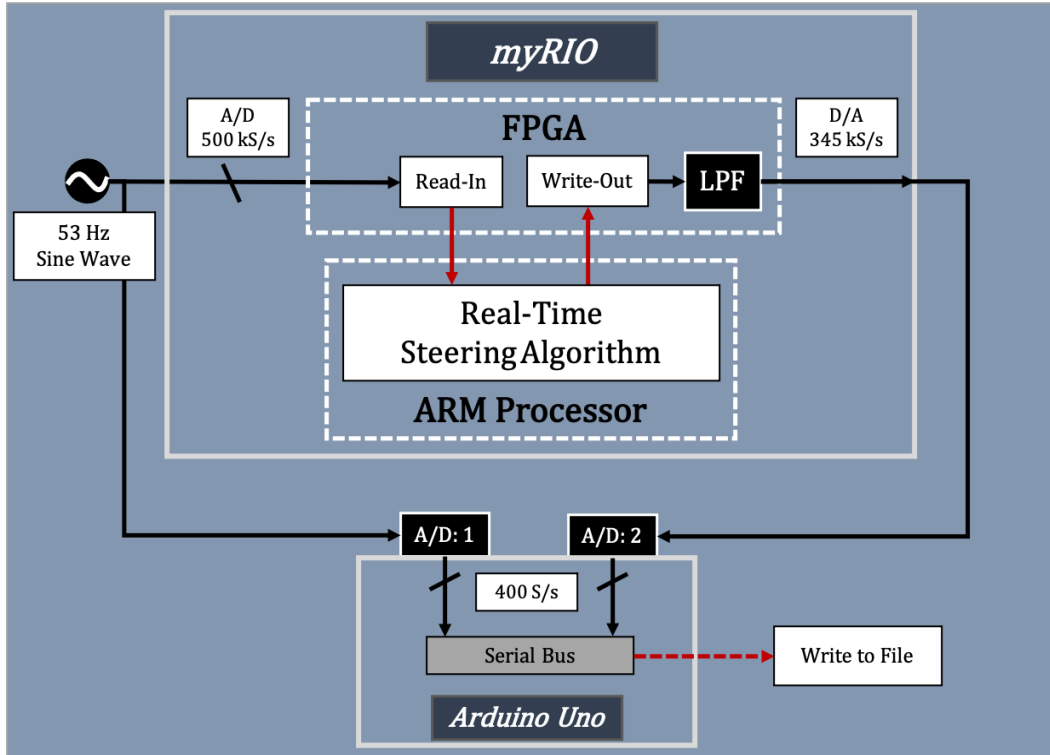 myRIO
A/D
500 kS/s
FPGA
D/A
345 kS/s
Read-In
Write-Out
LPF
53 Hz
Sine Wave
Real-Time
Steering Algorithm
ARM Processor
A/D: 1
A/D: 2
400 S/s
Serial Bus
Write to File
Arduino Uno